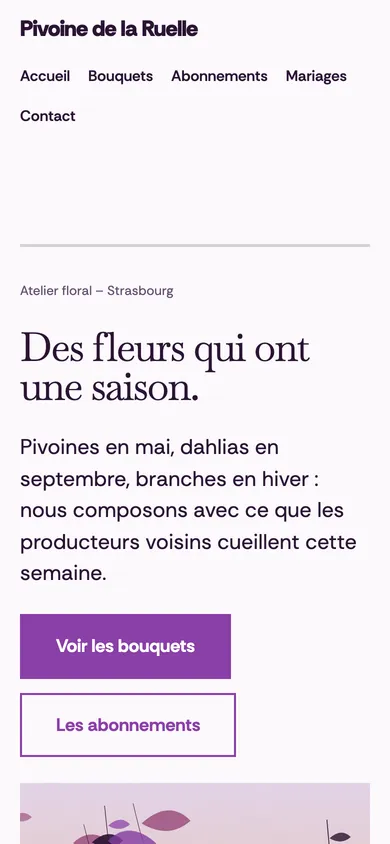 Pivoine de la Ruelle
Accueil Bouquets Abonnements Mariages
Contact
Atelier floral – Strasbourg
Des fleurs qui ont
une saison.
Pivoines en mai, dahlias en
septembre, branches en hiver :
nous composons avec ce que les
producteurs voisins cueillent cette
semaine.
Voir les bouquets
Les abonnements